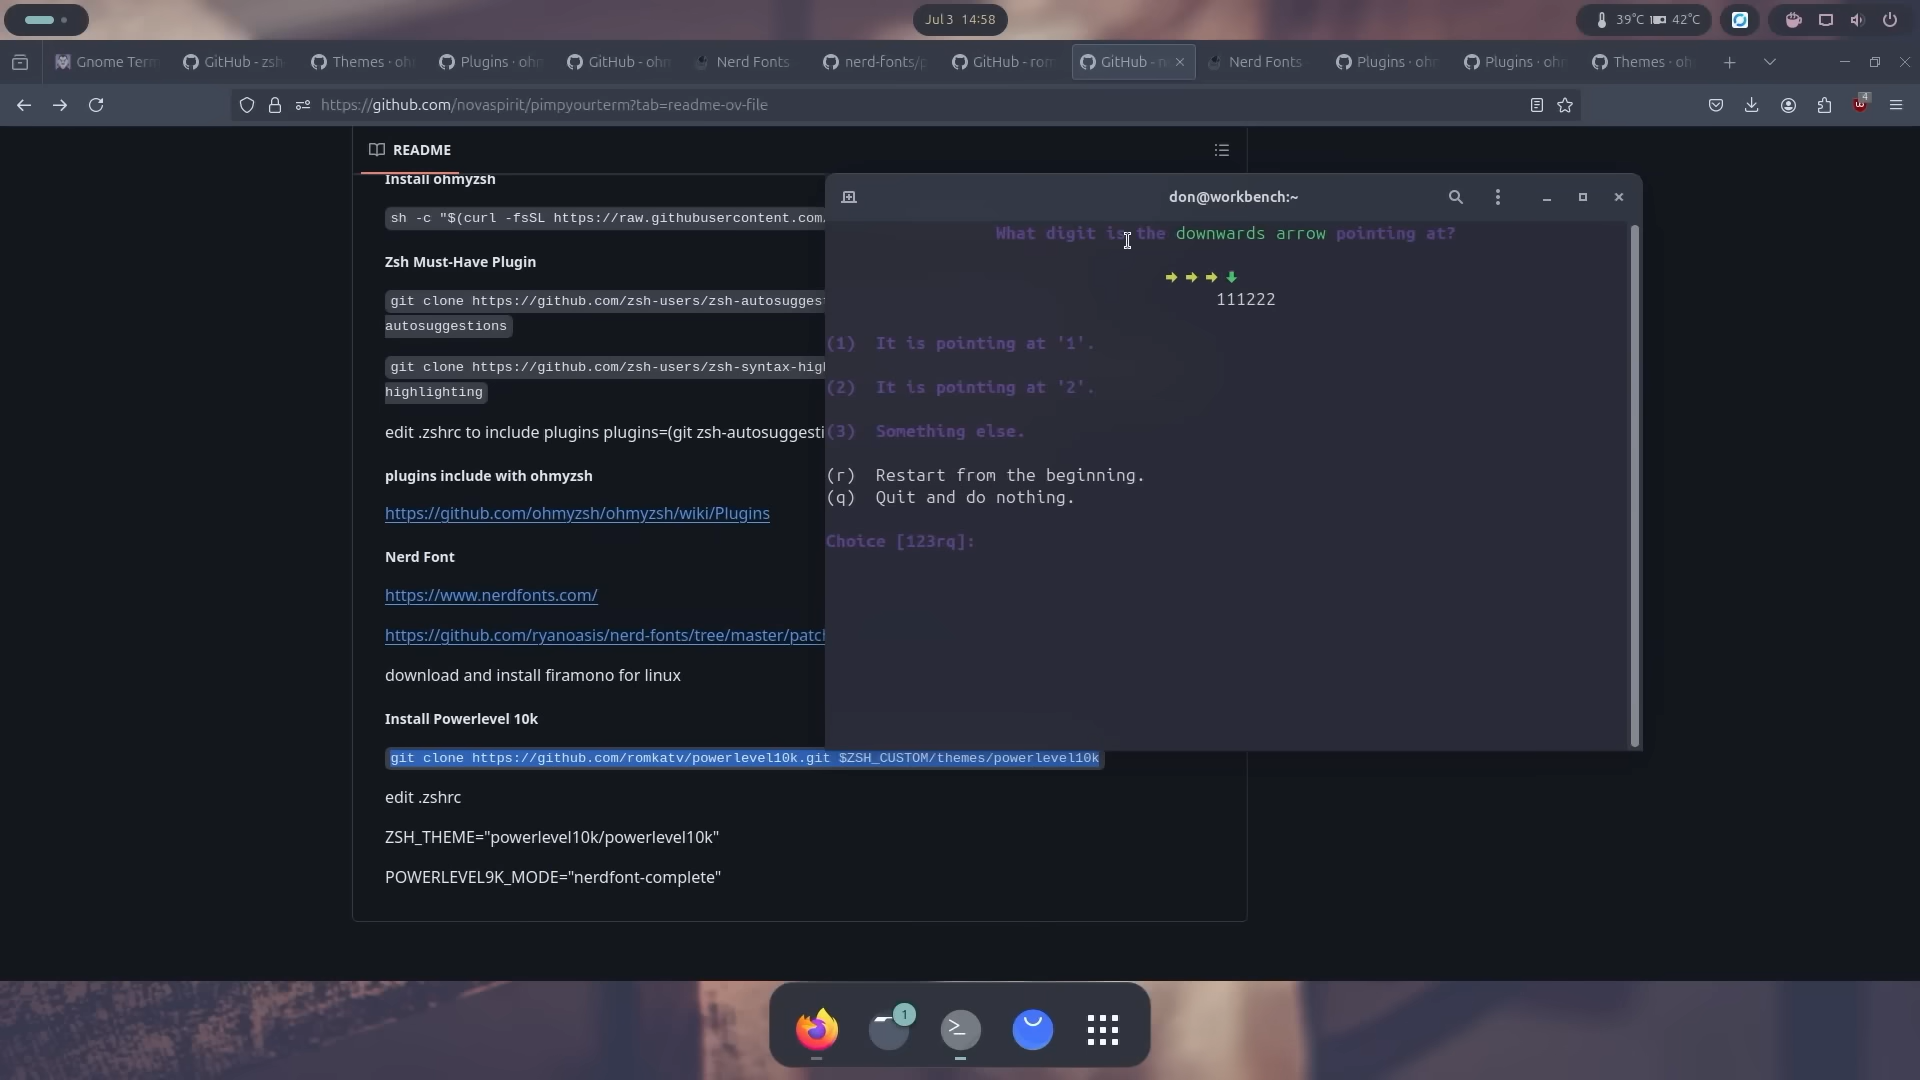 Jul 3 14:58
39°C 42°C
Gnome Term
GitHub - zsh
Themes · oh
Plugins · oh
GitHub - ohm
Nerd Fonts
nerd-fonts/p
GitHub - rom
GitHub - n
Nerd Fonts
Plugins · oh
Plugins · oh
Themes · oh
https://github.com/novaspirit/pimpyourterm?tab=readme-ov-file
4
README
Install ohmyzsh
sh -c "$(curl -fsSL https://raw.githubusercontent.com/
Zsh Must-Have Plugin
git clone https://github.com/zsh-users/zsh-autosuggest
autosuggestions
git clone https://github.com/zsh-users/zsh-syntax-high
highlighting
edit .zshrc to include plugins plugins=(git zsh-autosuggesti
plugins include with ohmyzsh
https://github.com/ohmyzsh/ohmyzsh/wiki/Plugins
Nerd Font
https://www.nerdfonts.com/
https://github.com/ryanoasis/nerd-fonts/tree/master/patch
download and install firamono for linux
Install Powerlevel 10k
git clone https://github.com/romkatv/powerlevel10k.git $ZSH_CUSTOM/themes/powerlevel10k
edit .zshrc
ZSH_THEME="powerlevel10k/powerlevel10k"
POWERLEVEL9K_MODE="nerdfont-complete"
don@workbench:~
What digit is the downwards arrow pointing at?
111222
(1) It is pointing at '1'.
(2) It is pointing at '2'.
(3) Something else.
(r) Restart from the beginning.
(q) Quit and do nothing.
Choice [123rq]:
1